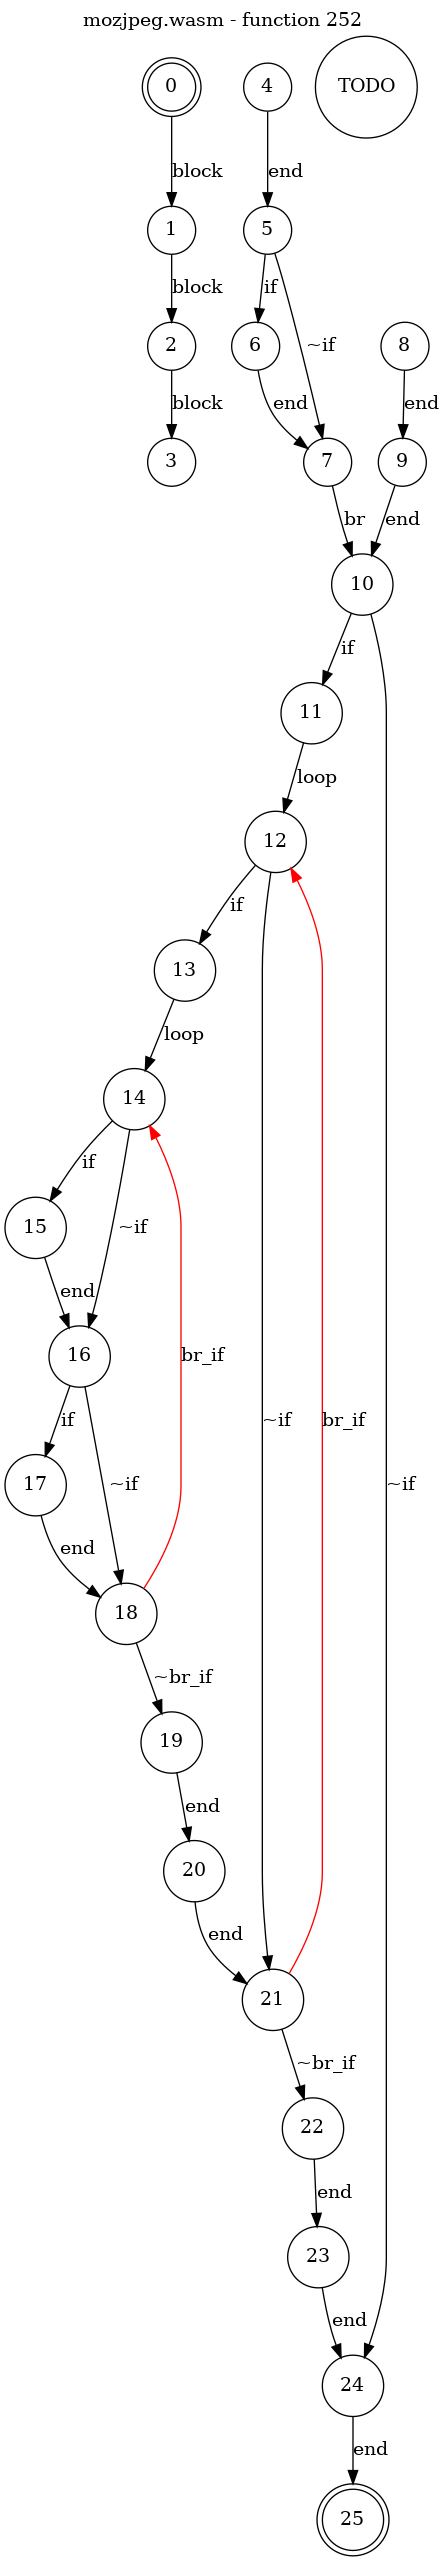 mozjpeg.wasm - function 252
0
4
TODO
block
end
1
5
block
if
~if
2
6
8
block
end
end
3
7
9
br
end
10
if
11
loop
12
if
13
loop
14
if
~if
15
end
16
br_if
if
~if
br_if
17
~if
~if
end
18
~br_if
19
end
20
end
21
~br_if
22
end
23
end
24
end
25